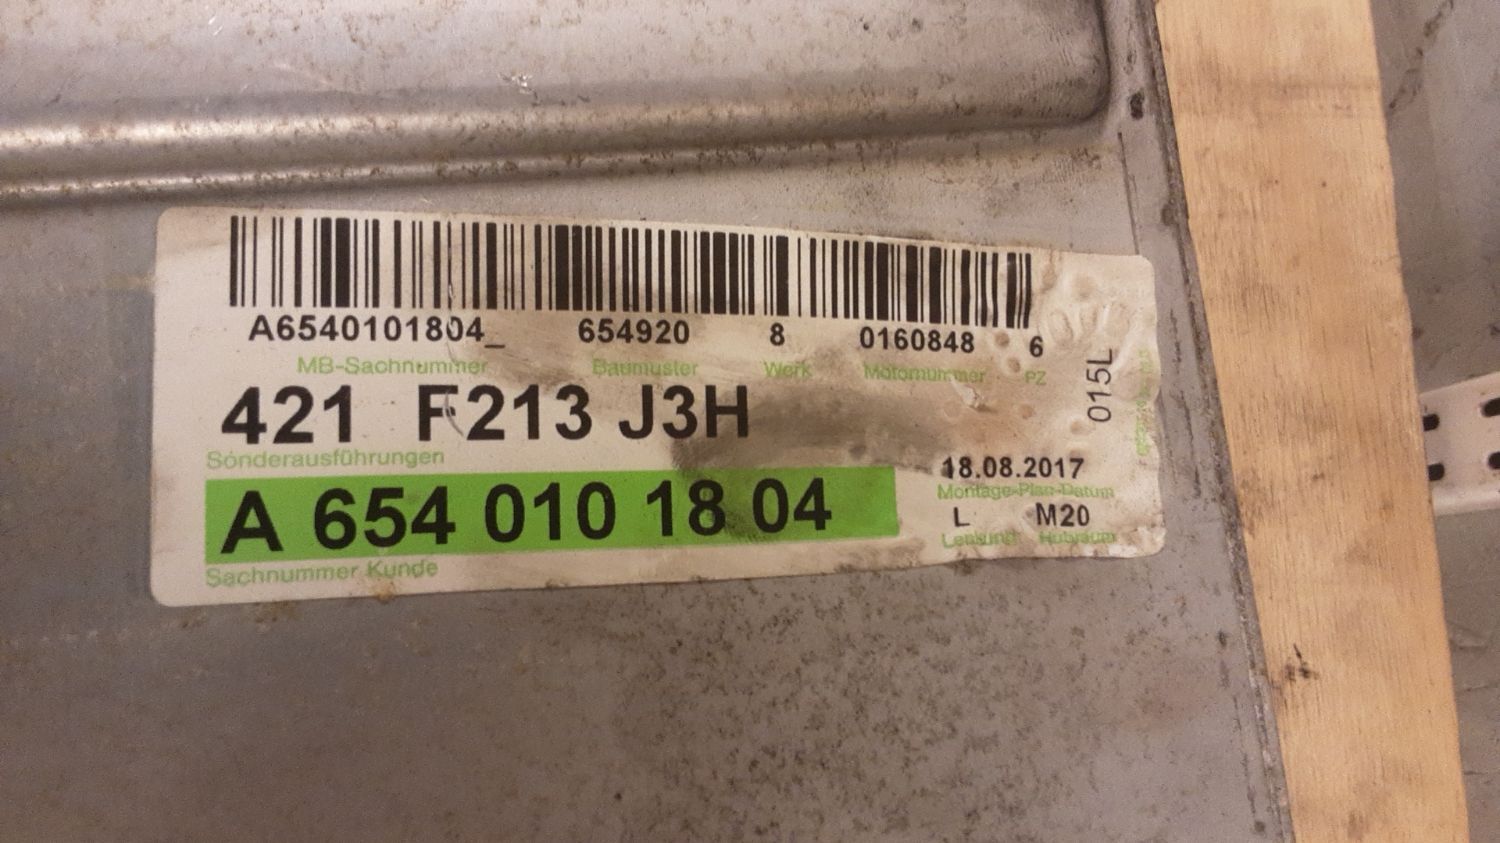 A6540101804_ 654920 8 0160848 6
MB-Sachnummer Baumuster Werk Motornummer PZ
421 F213 J3H
Sonderausführungen
A 654 010 18 04
Sachnummer Kunde
18.08.2017
Montage-Plan-Datum
L M20
Lenkung Hubraum
015L